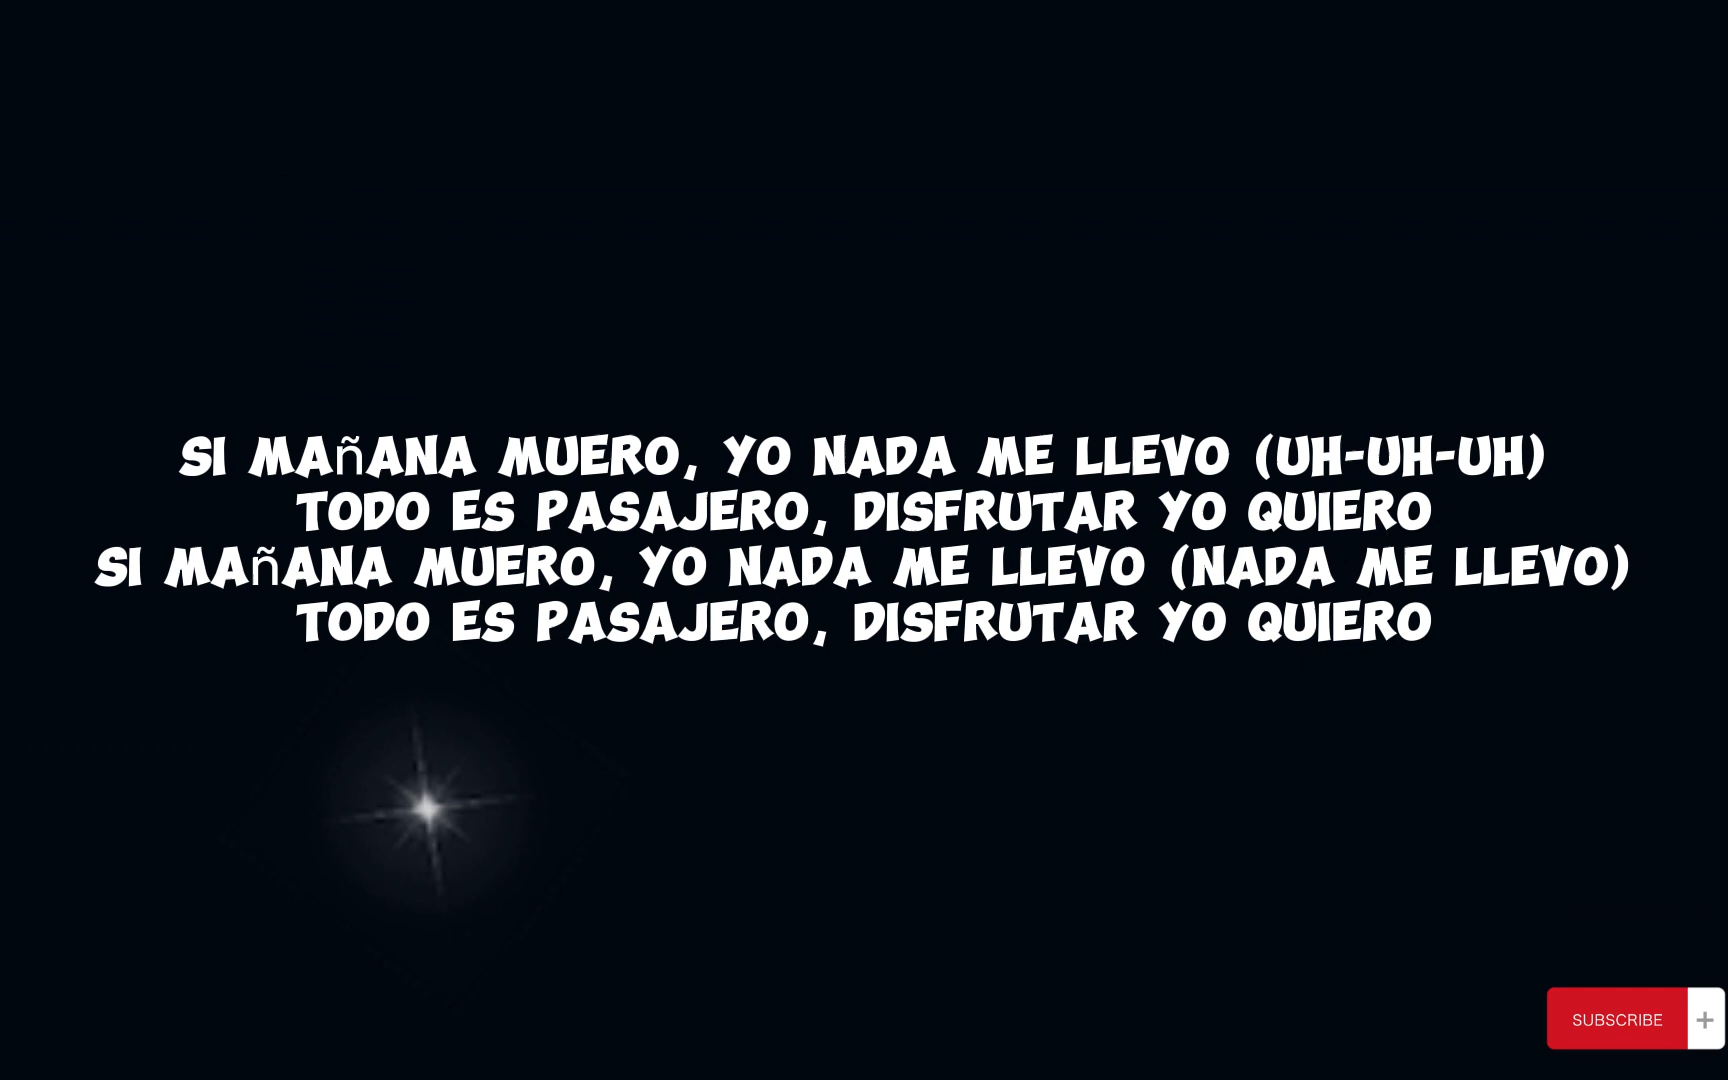 SI MAñANA MUERO, YO NADA ME LLEVO (UH-UH-UH)
TODO ES PASAJERO, DISFRUTAR YO QUIERO
SI MAñANA MUERO, YO NADA ME LLEVO (NADA ME LLEVO)
TODO ES PASAJERO, DISFRUTAR YO QUIERO
SUBSCRIBE +